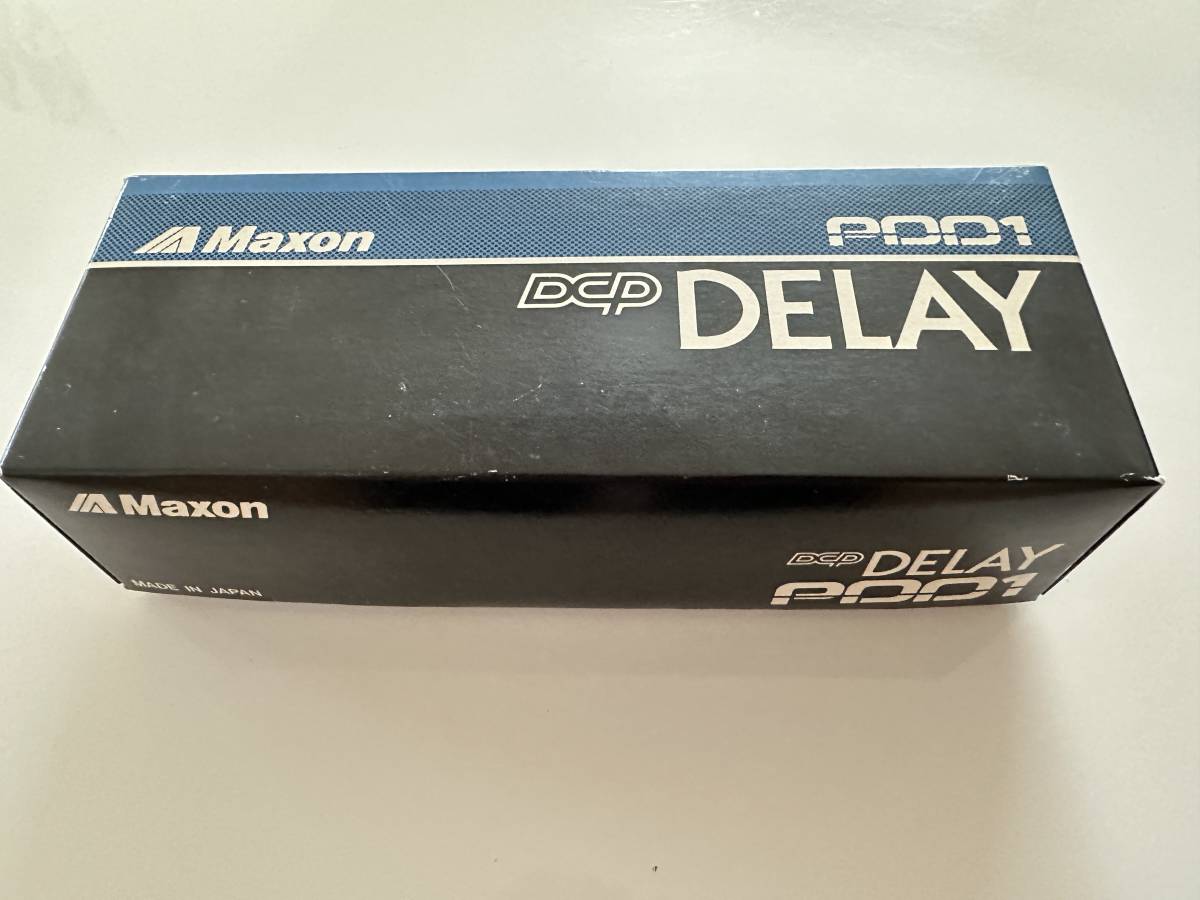 Maxon
PDD1
DCP DELAY
Maxon
DCP DELAY
PDD1
MADE IN JAPAN